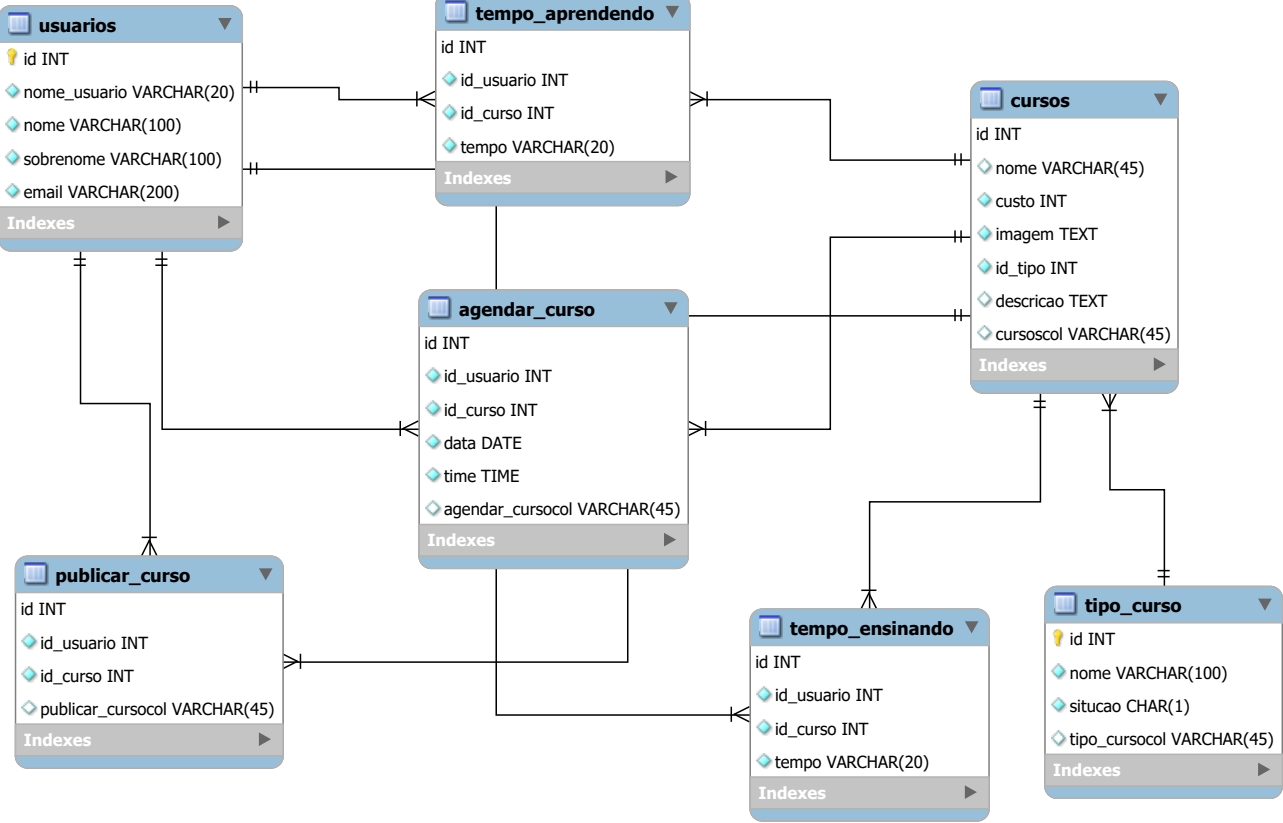 usuarios
id INT
nome_usuario VARCHAR(20)
nome VARCHAR(100)
sobrenome VARCHAR(100)
email VARCHAR(200)
Indexes
tempo_aprendendo
id INT
id_usuario INT
id_curso INT
tempo VARCHAR(20)
Indexes
cursos
id INT
nome VARCHAR(45)
custo INT
imagem TEXT
id_tipo INT
descricao TEXT
cursoscol VARCHAR(45)
Indexes
agendar_curso
id INT
id_usuario INT
id_curso INT
data DATE
time TIME
agendar_cursocol VARCHAR(45)
Indexes
publicar_curso
id INT
id_usuario INT
id_curso INT
publicar_cursocol VARCHAR(45)
Indexes
tempo_ensinando
id INT
id_usuario INT
id_curso INT
tempo VARCHAR(20)
Indexes
tipo_curso
id INT
nome VARCHAR(100)
situcao CHAR(1)
tipo_cursocol VARCHAR(45)
Indexes